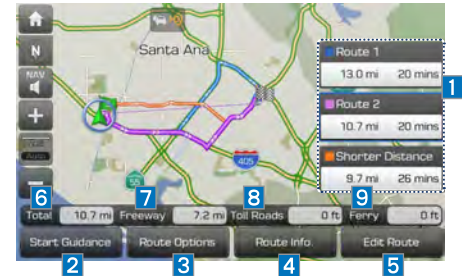 N
NAV
Santa Ana
Route 1
13.0 mi 20 mins
1
Route 2
10.7 mi 20 mins
Shorter Distance
9.7 mi 26 mins
Auto
405
55
6 7 8 9
Total 10.7 mi Freeway 7.2 mi Toll Roads 0 ft Ferry 0 ft
Start Guidance Route Options Route Info. Edit Route
2 3 4 5